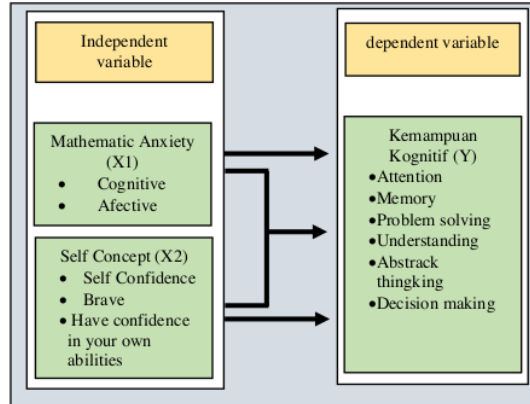 Independent
variable
Mathematic Anxiety
(X1)
• Cognitive
• Afective
Self Concept (X2)
• Self Confidence
• Brave
• Have confidence
in your own
abilities
dependent variable
Kemampuan
Kognitif (Y)
•Attention
•Memory
•Problem solving
•Understanding
•Abstrack
thingking
•Decision making